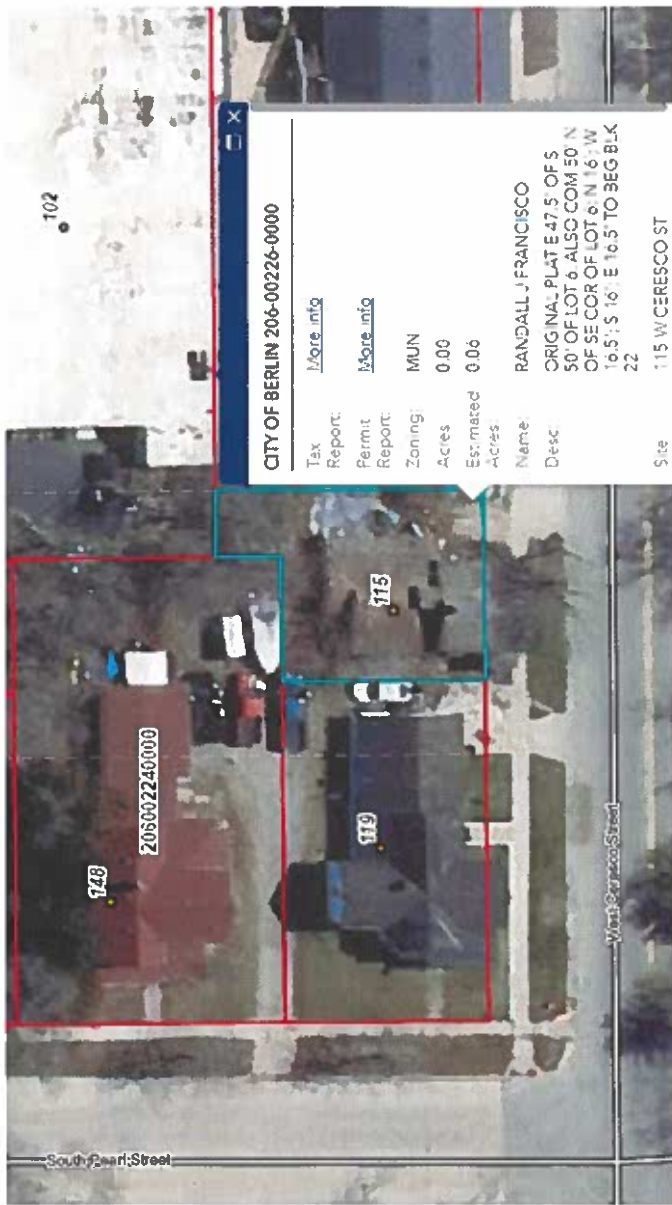 102
CITY OF BERLIN 206-00226-0000
Tax Report: More info
Permit Report: More info
Zoning: MUN
Acres 0.00
Estimated Acres: 0.06
Name: RANDALL J FRANCISCO
Desc: ORIGINAL PLAT E 47.5' OF S
50' OF LOT 6. ALSO COM 50' N
OF SE COR OF LOT 6; N 16'; W
16.5'; S 16'; E 16.5' TO BEG BLK
22
Site 115 W CERESCO ST
148
206002240000
115
119
South Pearl Street
West Ceresco Street